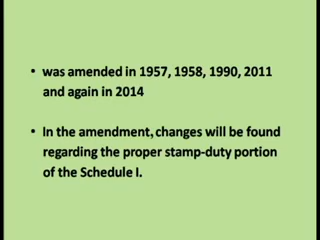 • was amended in 1957, 1958, 1990, 2011
and again in 2014
• In the amendment, changes will be found
regarding the proper stamp-duty portion
of the Schedule I.